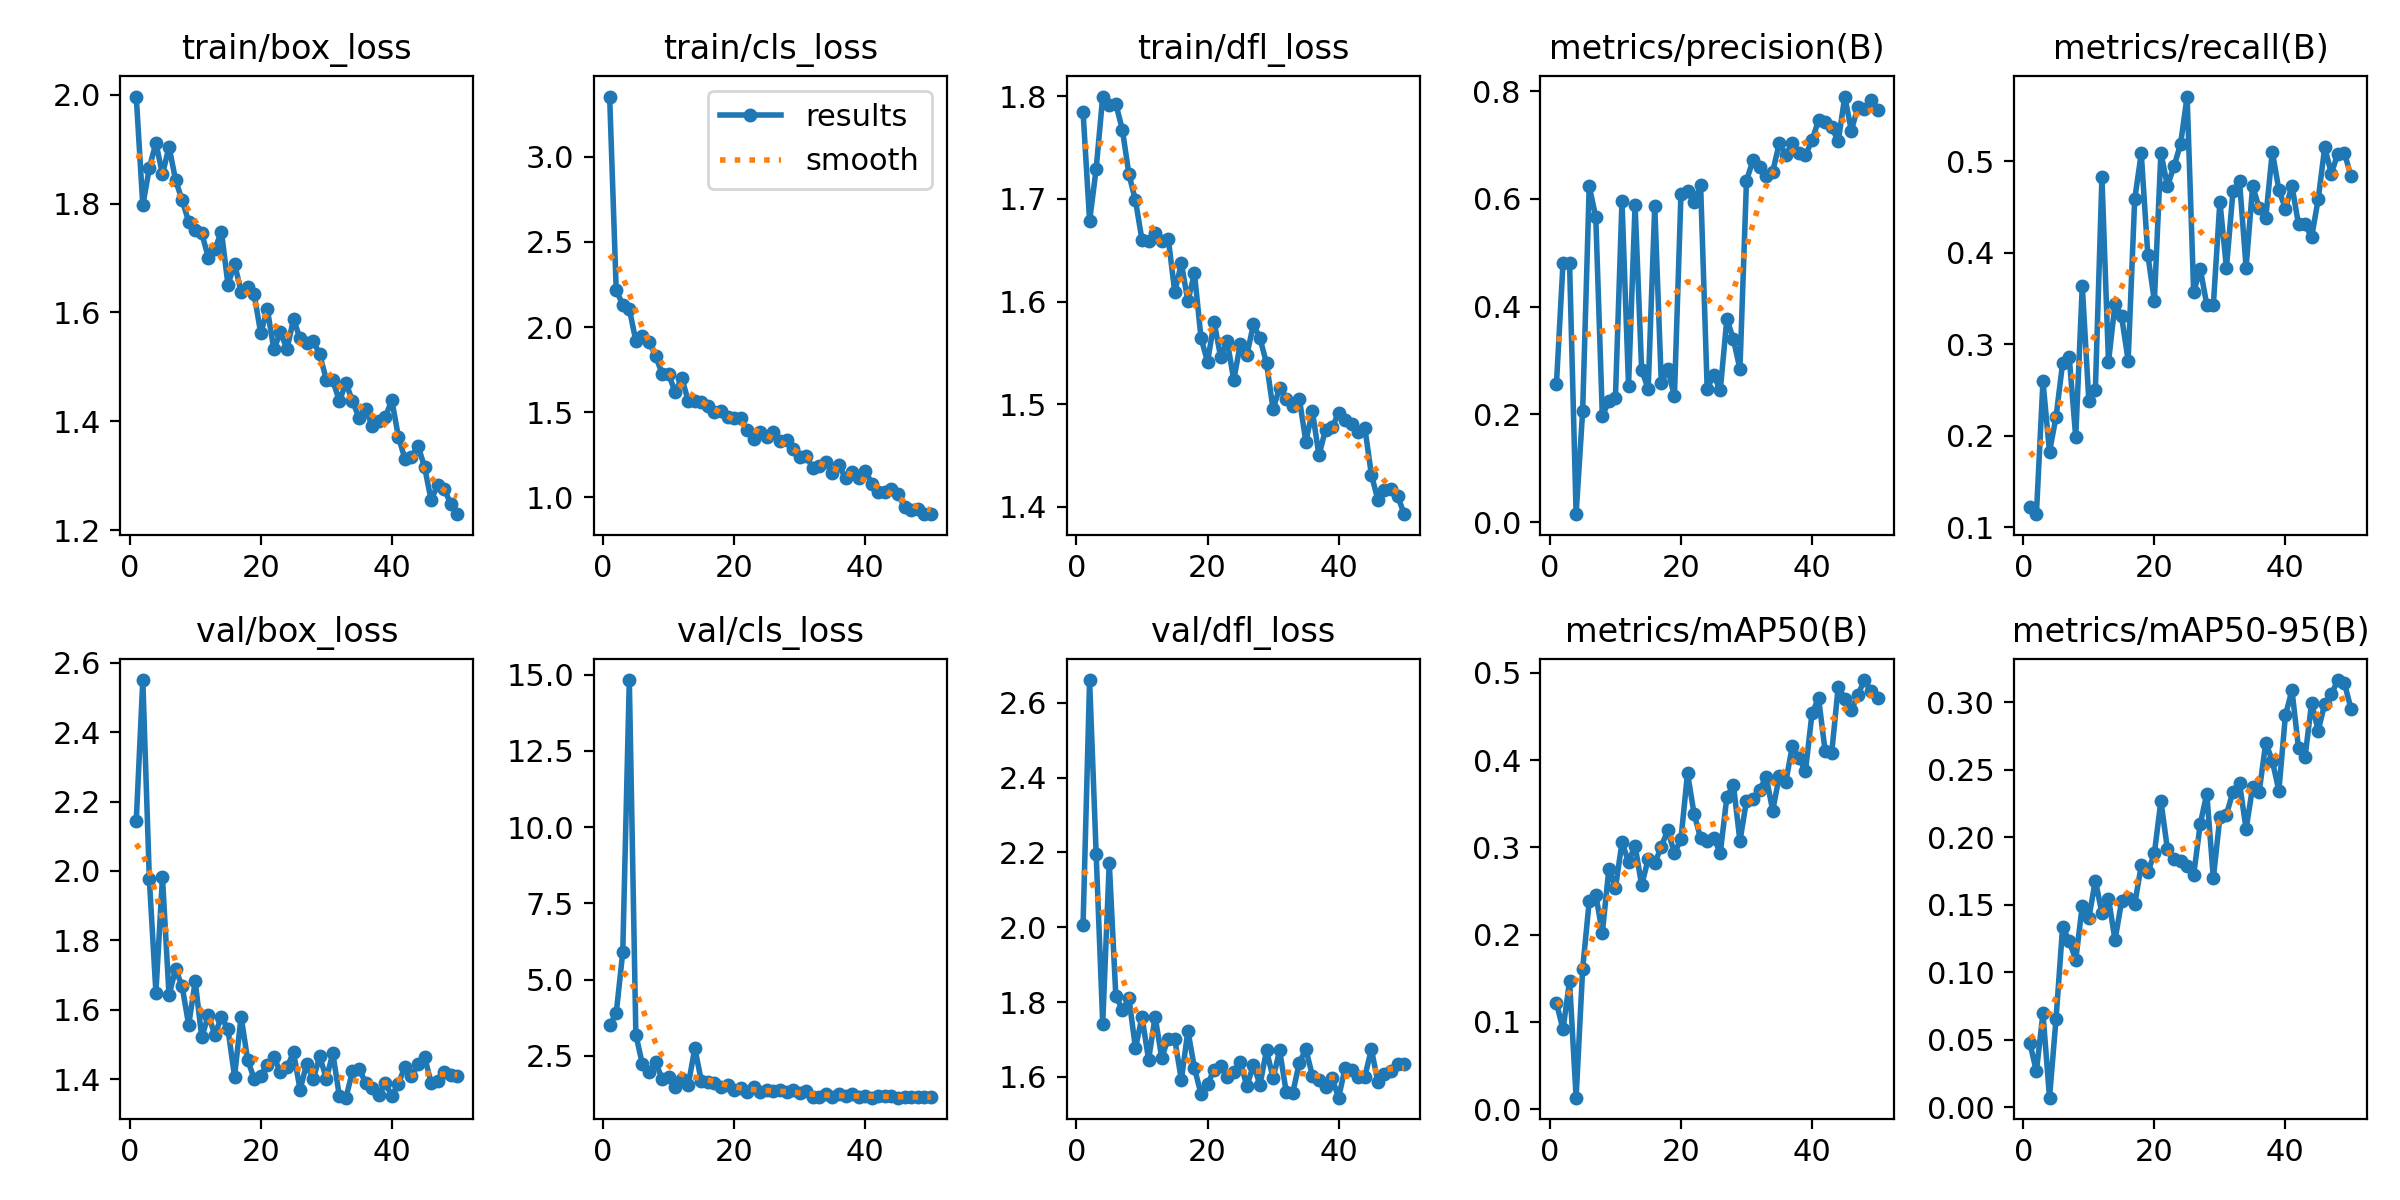 train/box_loss
2.0
1.8
1.6
1.4
1.2
0 20 40
train/cls_loss
results
smooth
3.0
2.5
2.0
1.5
1.0
0 20 40
train/dfl_loss
1.8
1.7
1.6
1.5
1.4
0 20 40
metrics/precision(B)
0.8
0.6
0.4
0.2
0.0
0 20 40
metrics/recall(B)
0.5
0.4
0.3
0.2
0.1
0 20 40
val/box_loss
2.6
2.4
2.2
2.0
1.8
1.6
1.4
0 20 40
val/cls_loss
15.0
12.5
10.0
7.5
5.0
2.5
0 20 40
val/dfl_loss
2.6
2.4
2.2
2.0
1.8
1.6
0 20 40
metrics/mAP50(B)
0.5
0.4
0.3
0.2
0.1
0.0
0 20 40
metrics/mAP50-95(B)
0.30
0.25
0.20
0.15
0.10
0.05
0.00
0 20 40